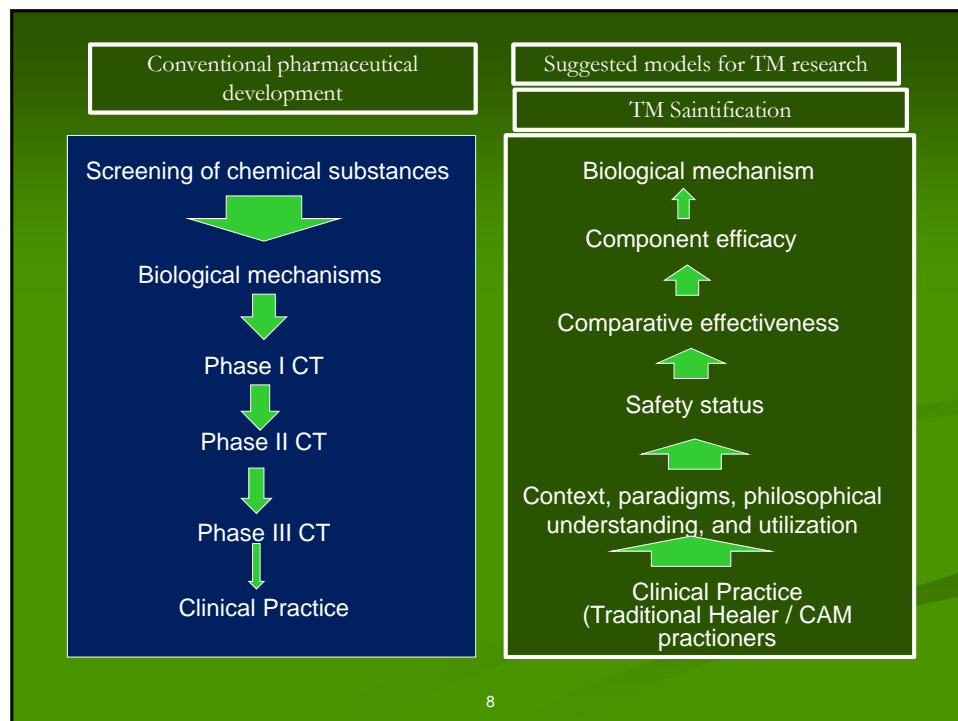 Conventional pharmaceutical
development
Screening of chemical substances
Biological mechanisms
Phase I CT
Phase II CT
Phase III CT
Clinical Practice
Suggested models for TM research
TM Saintification
Biological mechanism
Component efficacy
Comparative effectiveness
Safety status
Context, paradigms, philosophical
understanding, and utilization
Clinical Practice
(Traditional Healer / CAM
practioners
8